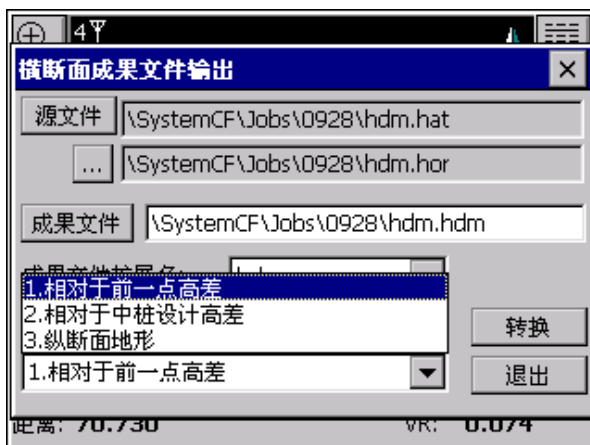 4
横断面成果文件输出
源文件 \SystemCF\Jobs\0928\hdm.hat
... \SystemCF\Jobs\0928\hdm.hor
成果文件 \SystemCF\Jobs\0928\hdm.hdm
1.相对于前一点高差
2.相对于中桩设计高差
3.纵断面地形
转换
1.相对于前一点高差
退出
距离: 70.730 VR: 0.074